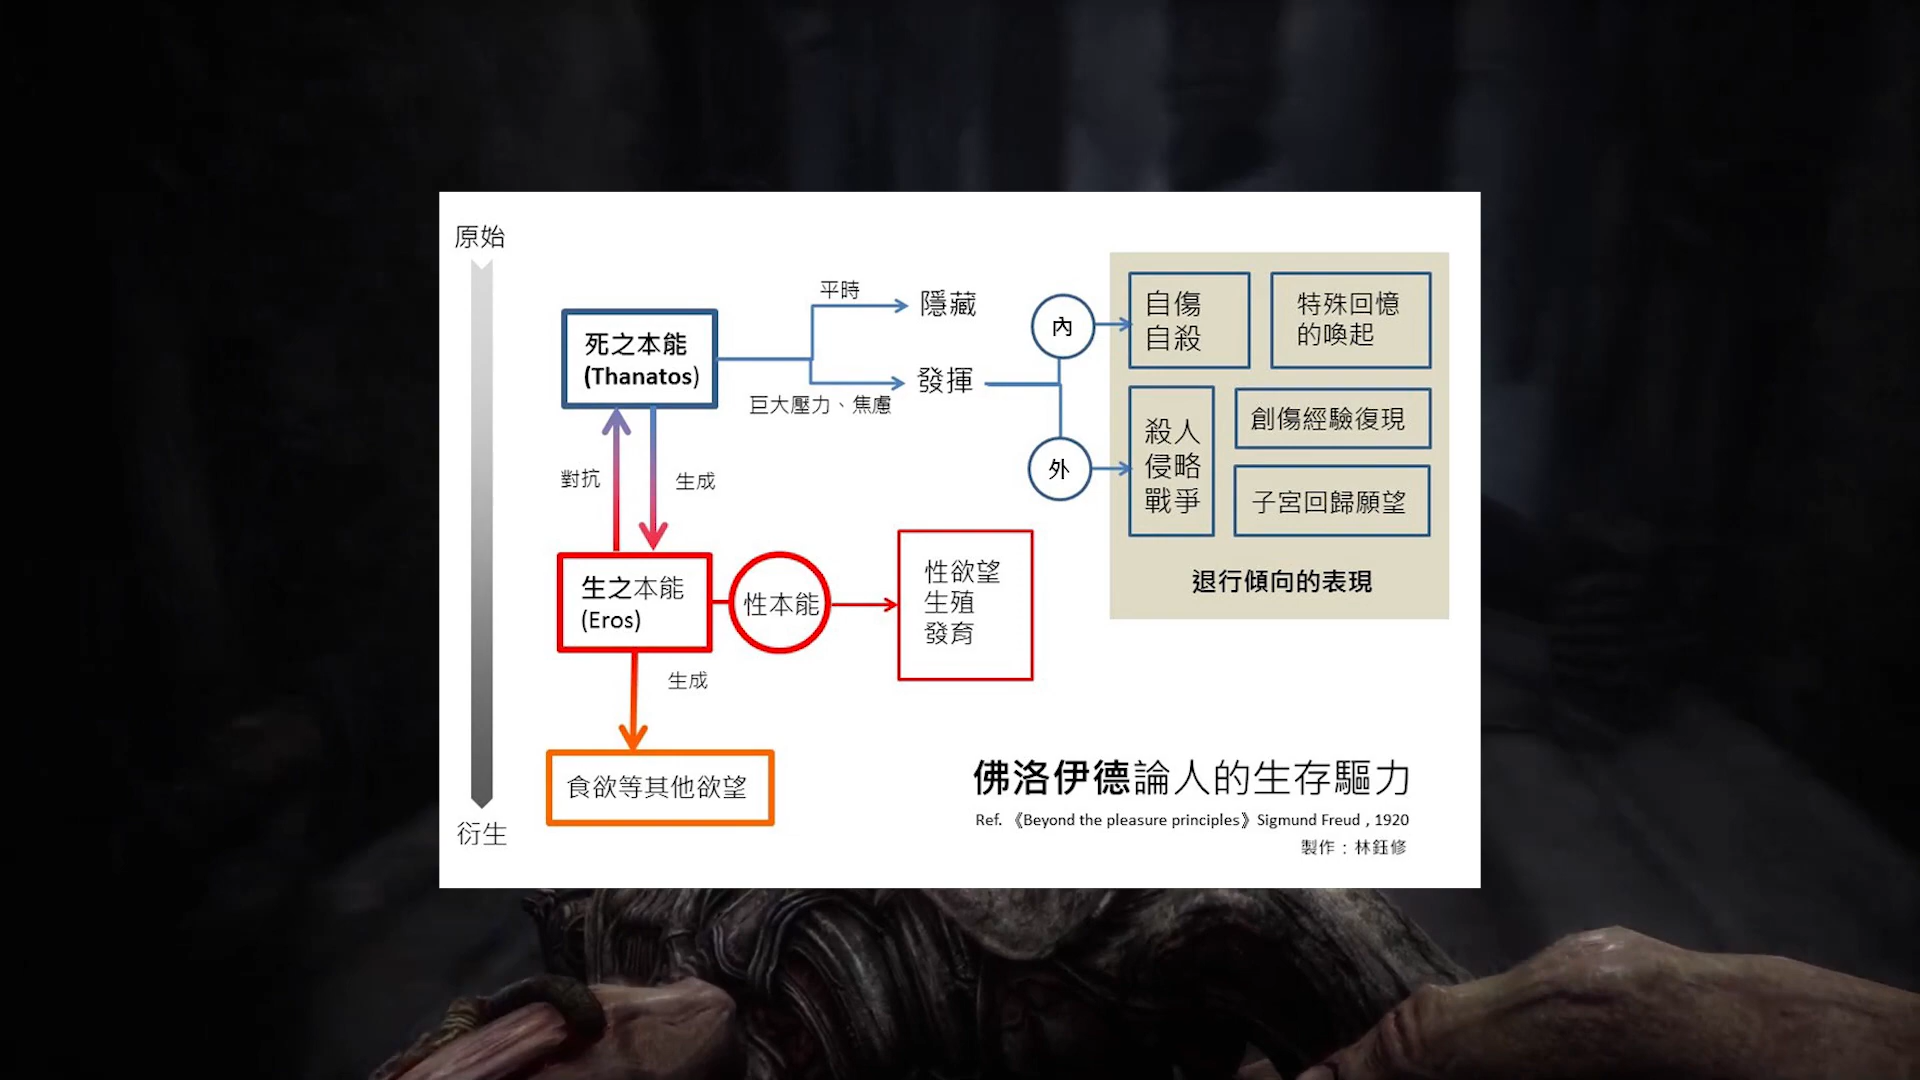 原始
平時
隱藏
死之本能
(Thanatos)
發揮
巨大壓力、焦慮
內
外
自傷
自殺
特殊回憶
的喚起
殺人
侵略
戰爭
創傷經驗復現
子宮回歸願望
退行傾向的表現
對抗
生成
生之本能
(Eros)
性本能
性欲望
生殖
發育
生成
食欲等其他欲望
衍生
佛洛伊德論人的生存驅力
Ref. 《Beyond the pleasure principles》Sigmund Freud , 1920
製作：林鈺修